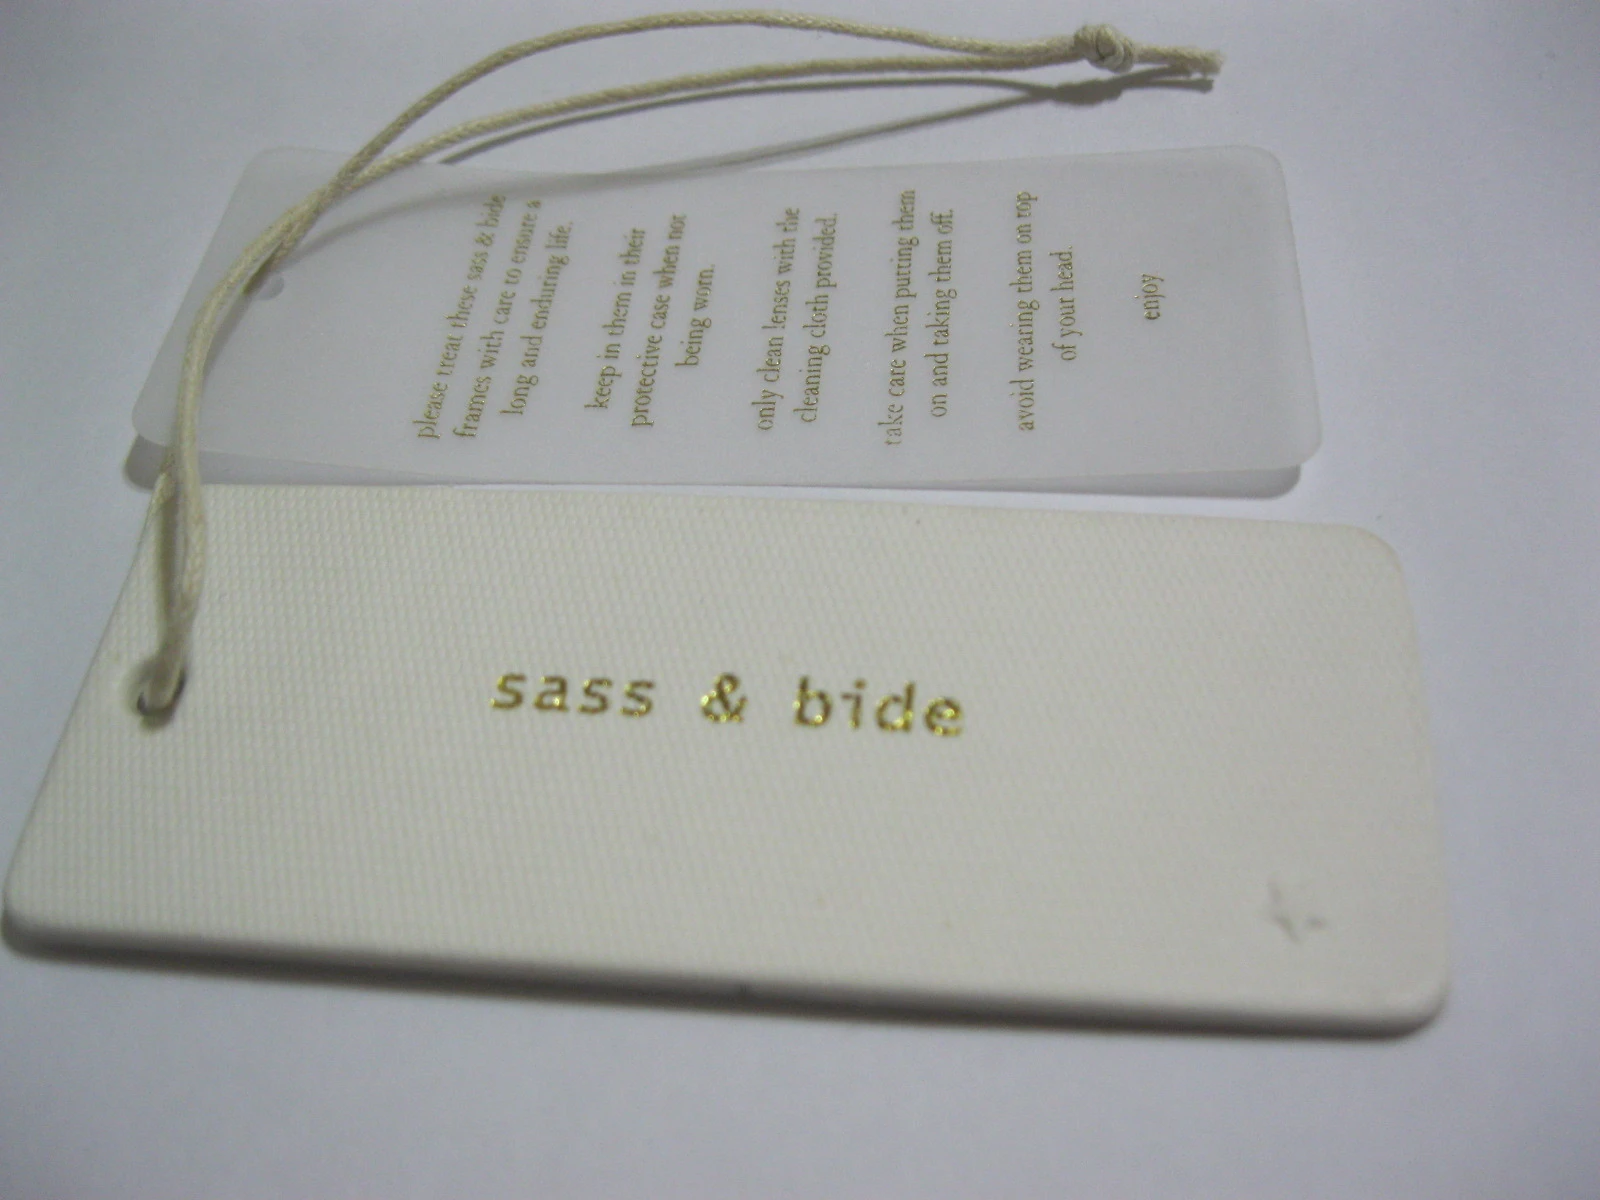 please treat these sass & bide
frames with care to ensure a
long and enduring life.
keep in them in their
protective case when not
being worn.
only clean lenses with the
cleaning cloth provided.
take care when putting them
on and taking them off.
avoid wearing them on top
of your head.
enjoy
sass & bide